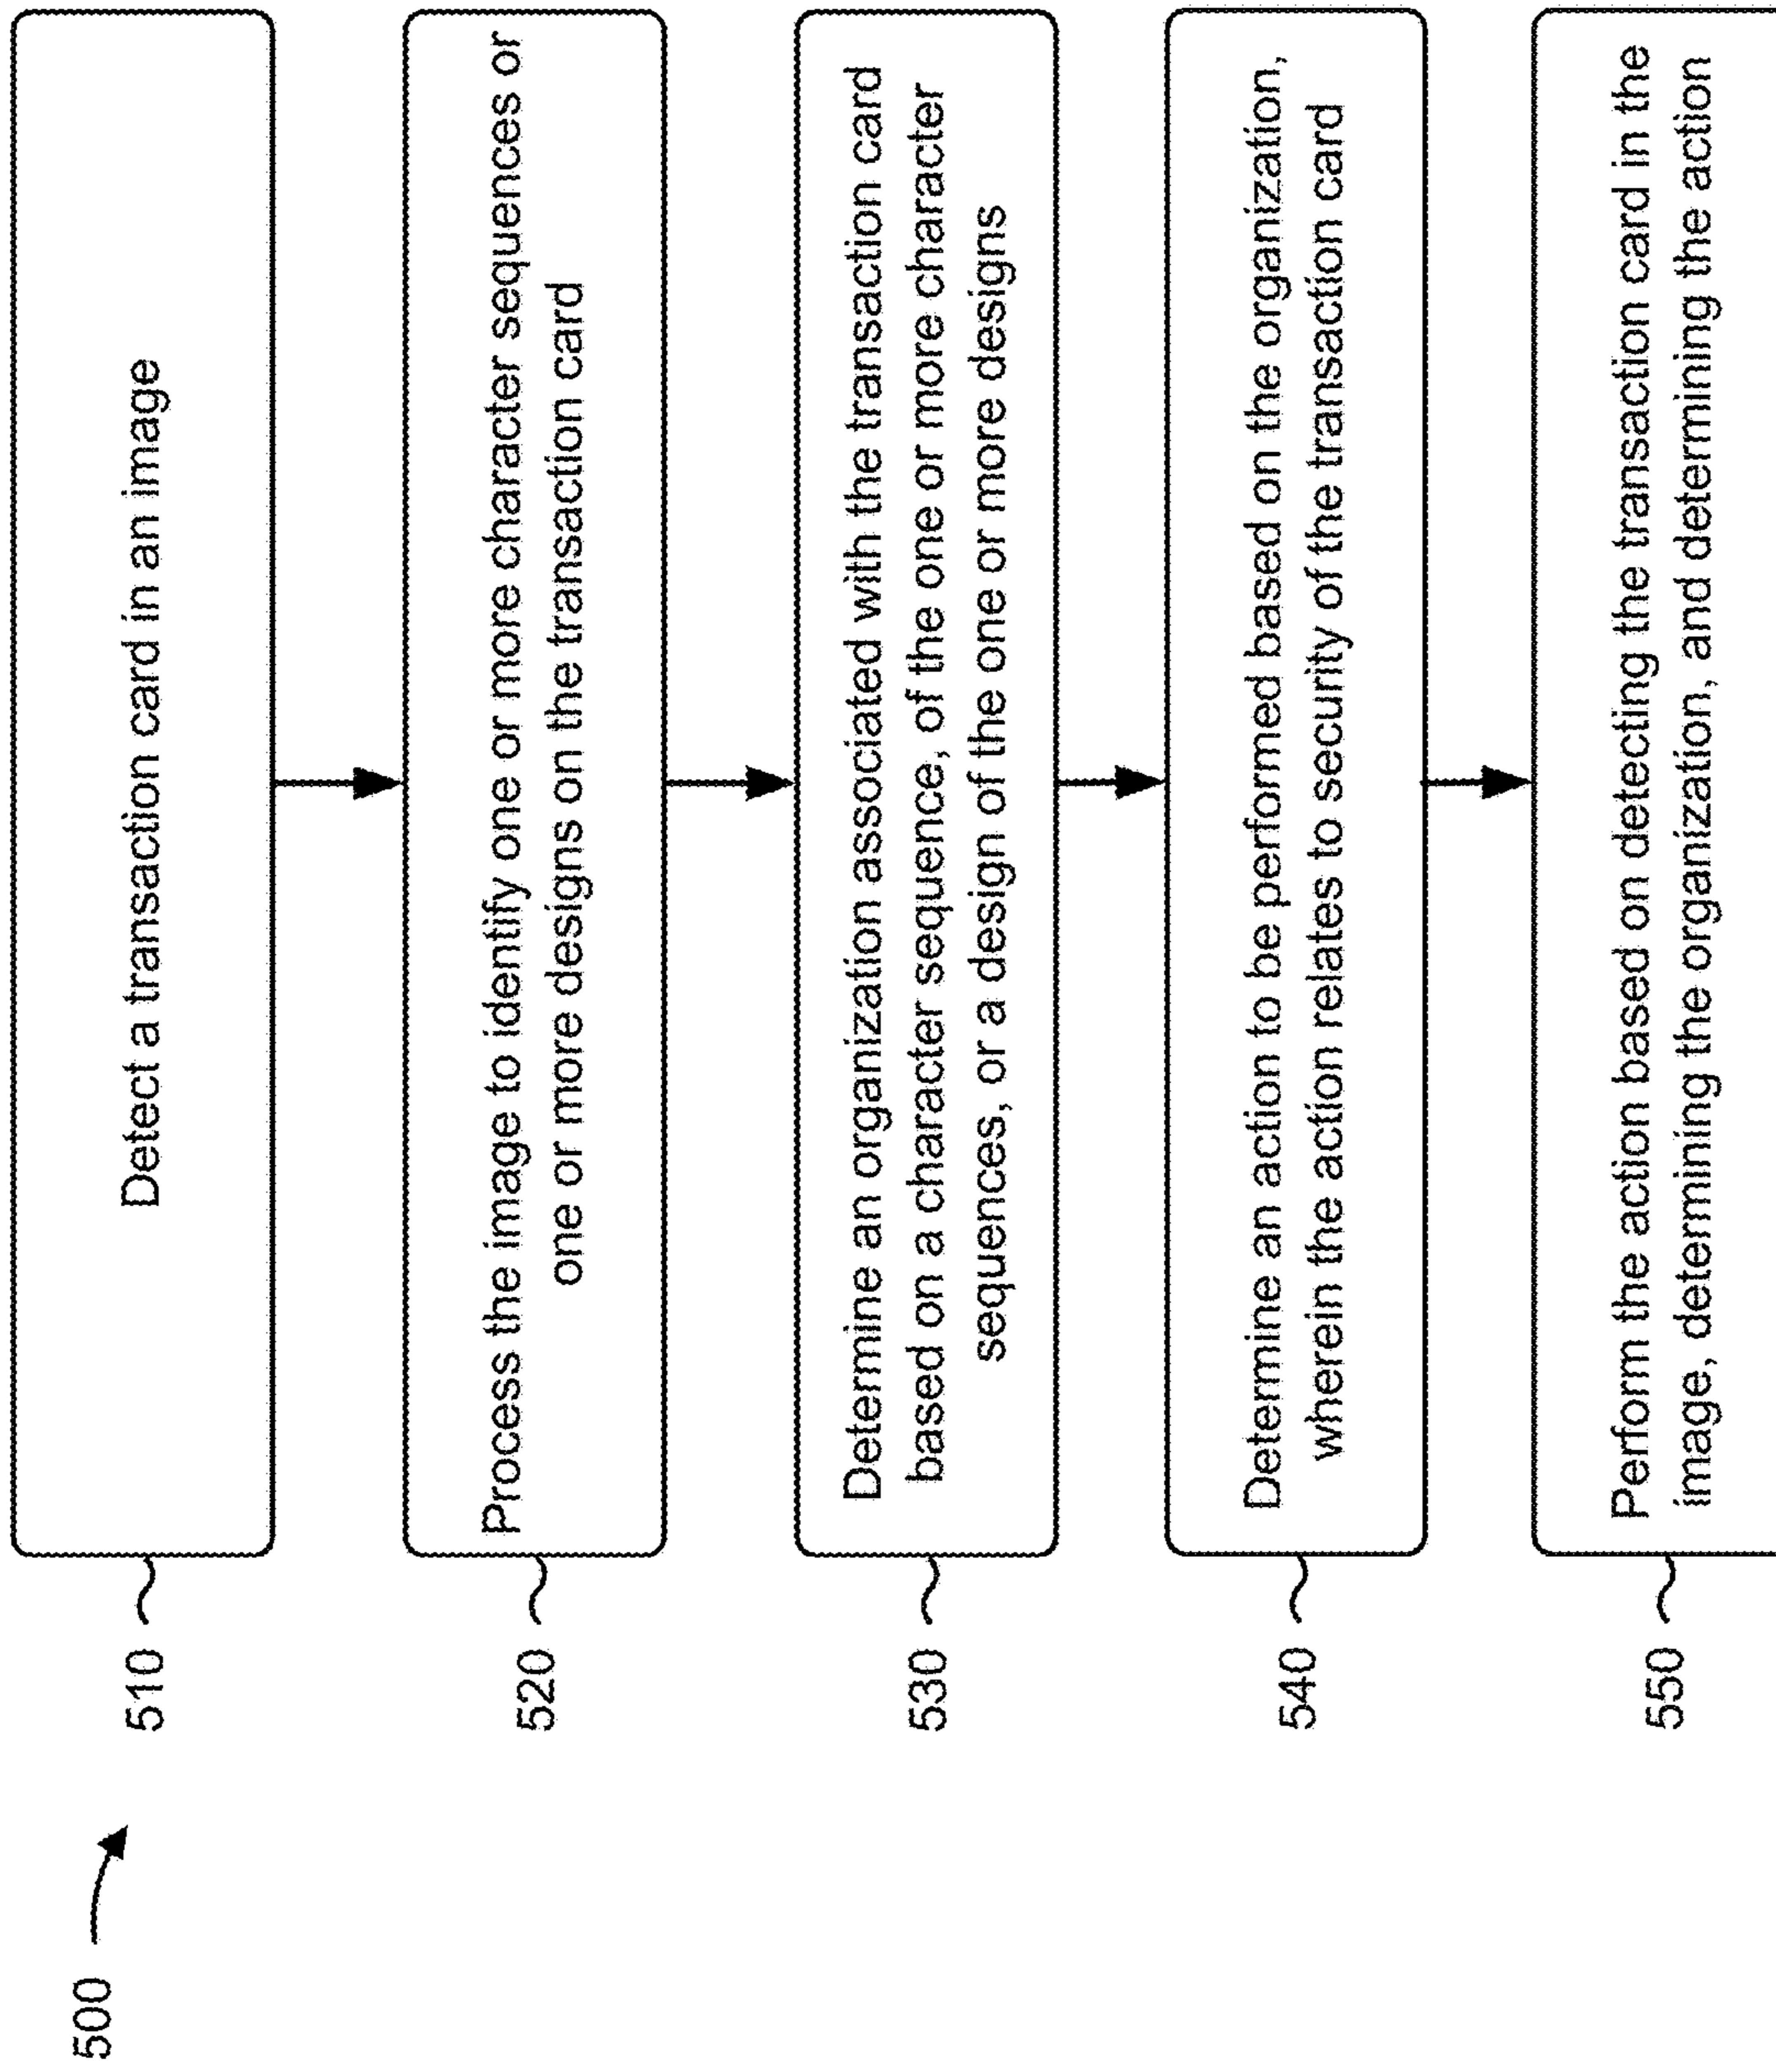 500
510
Detect a transaction card in an image
520
Process the image to identify one or more character sequences or
one or more designs on the transaction card
530
Determine an organization associated with the transaction card
based on a character sequence, of the one or more character
sequences, or a design of the one or more designs
540
Determine an action to be performed based on the organization,
wherein the action relates to security of the transaction card
550
Perform the action based on detecting the transaction card in the
image, determining the organization, and determining the action